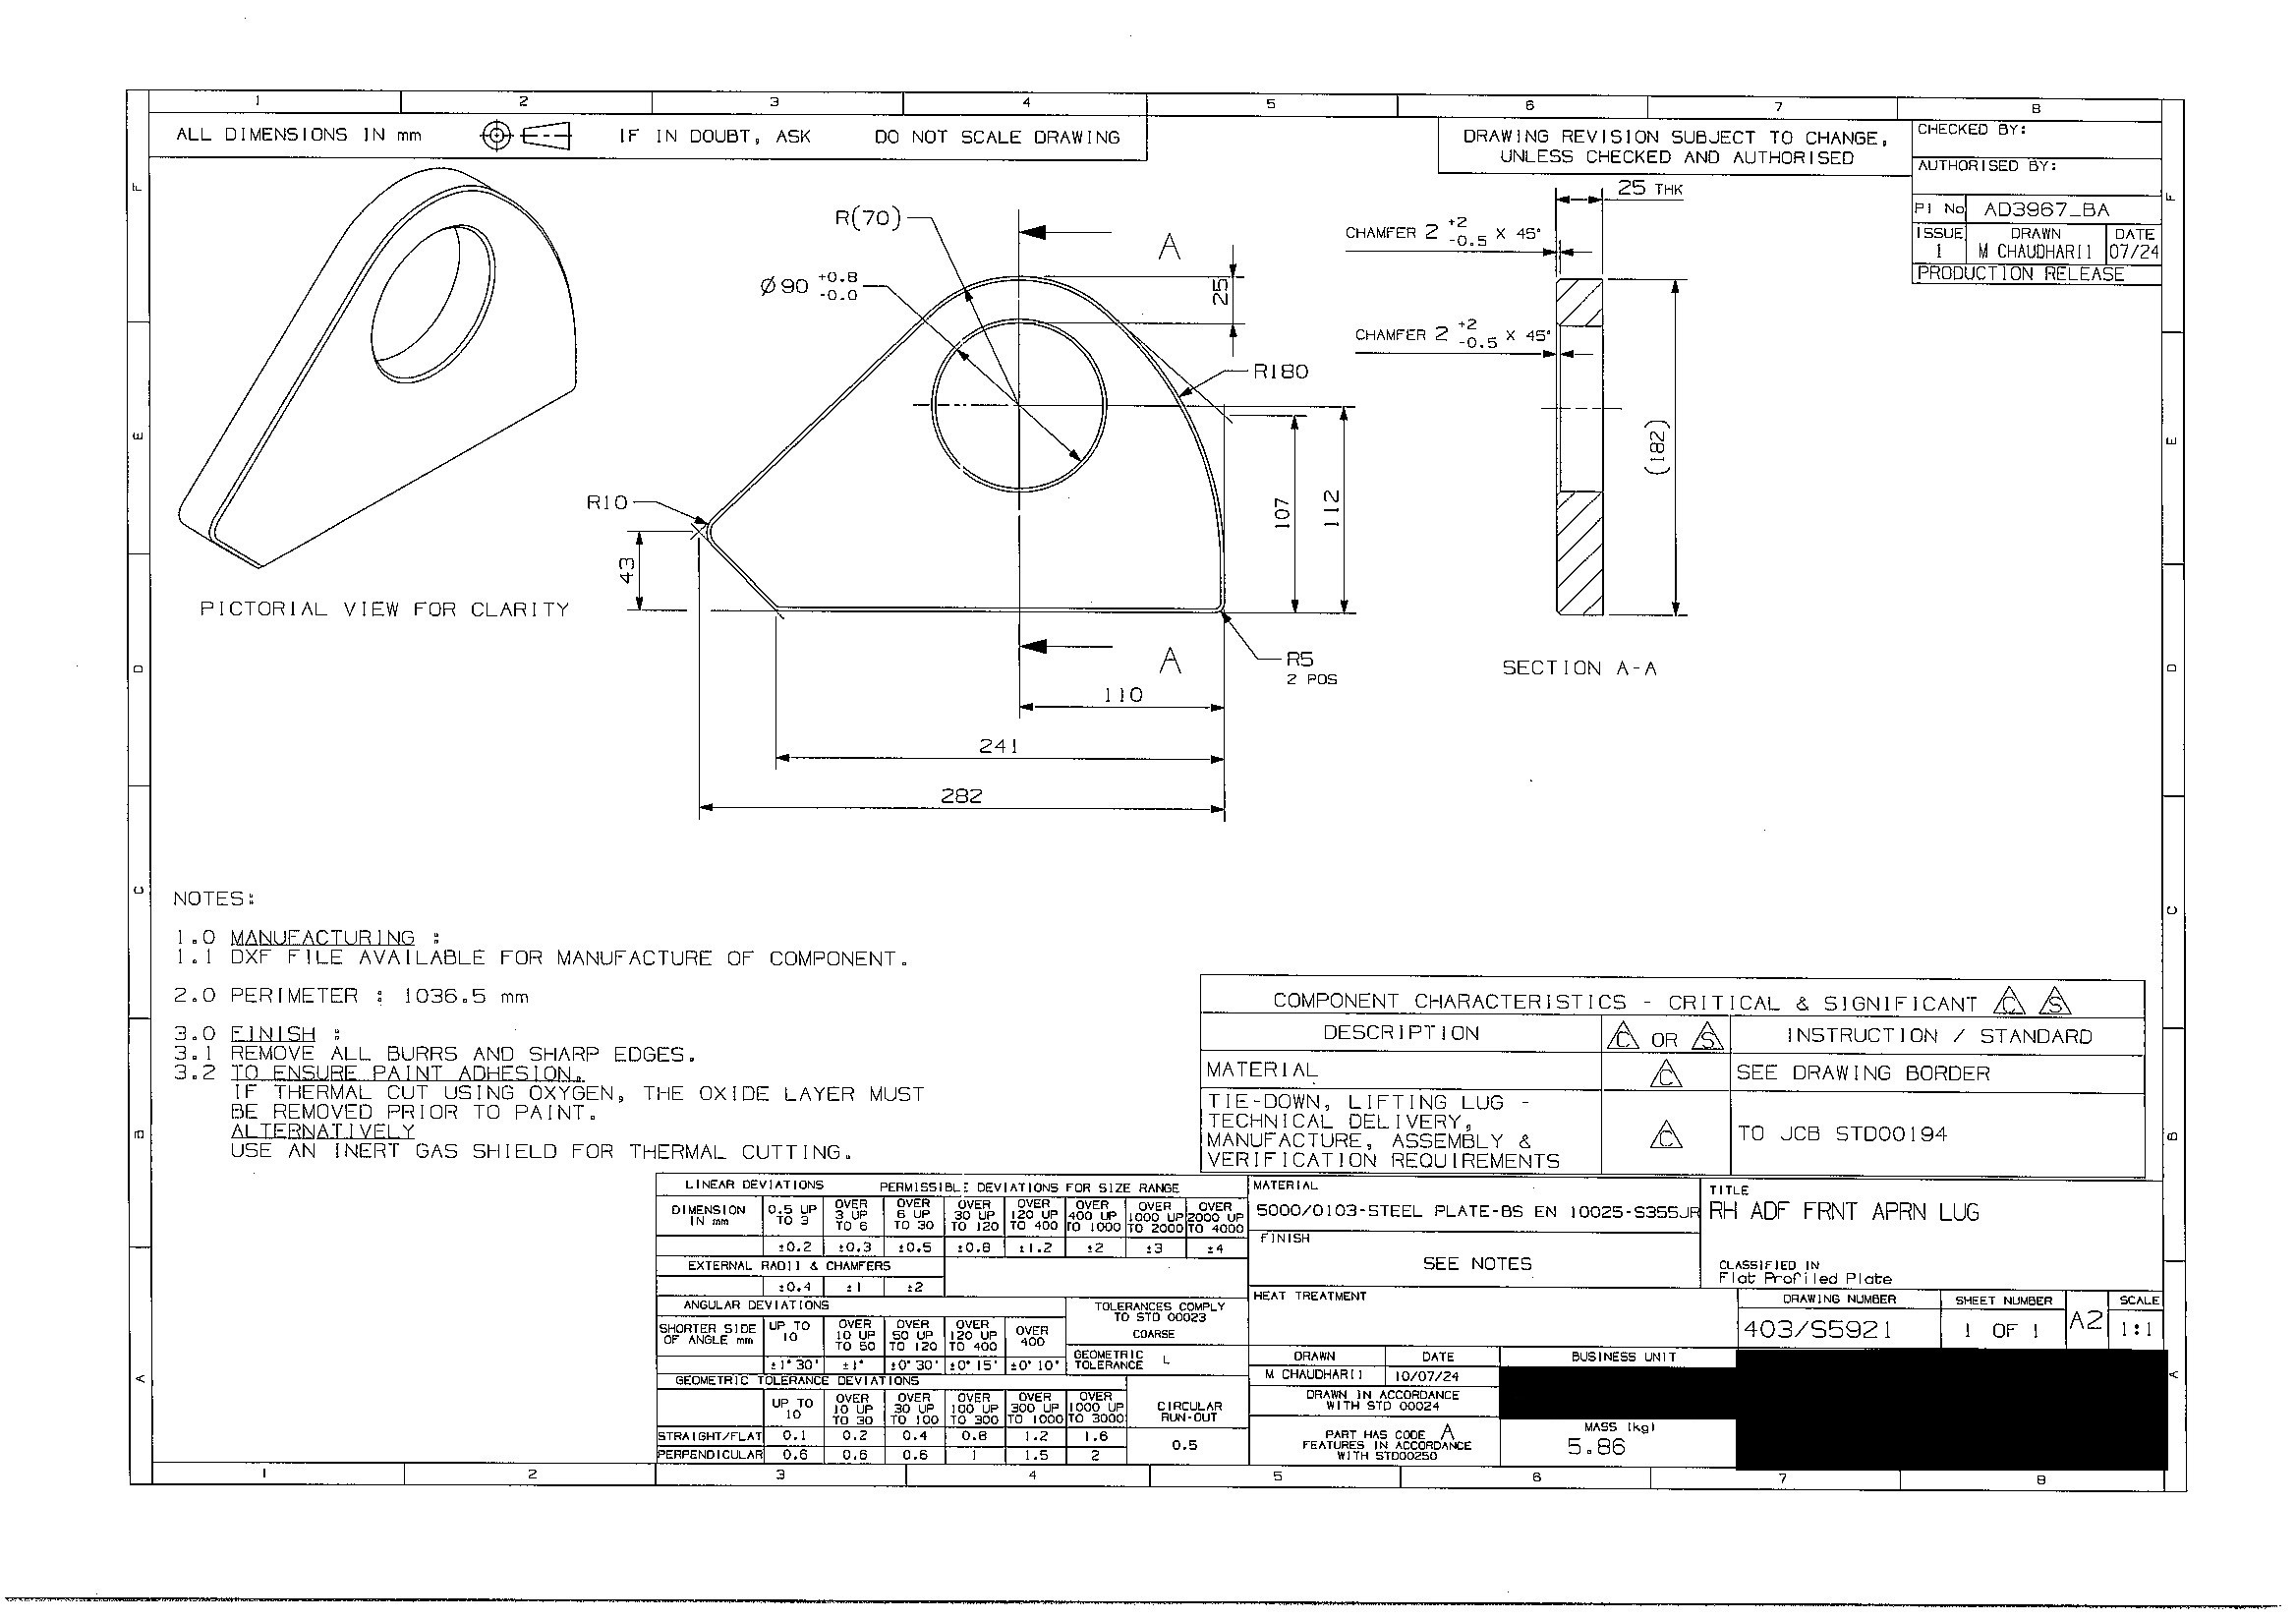 1 2 3 4 5 6 7 8
ALL DIMENSIONS IN mm
IF IN DOUBT, ASK
DO NOT SCALE DRAWING
DRAWING REVISION SUBJECT TO CHANGE,
UNLESS CHECKED AND AUTHORISED
CHECKED BY:
AUTHORISED BY:
PI No AD3967_BA
ISSUE DRAWN DATE
1 M CHAUDHARI1 07/24
PRODUCTION RELEASE
F
E
D
C
B
A
F
E
D
C
B
A
PICTORIAL VIEW FOR CLARITY
R(70)
Ø90 +0.8
-0.0
A
25
R180
R10
43
107
112
R5
2 POS
A
110
241
282
25 THK
CHAMFER 2 +2
-0.5 X 45°
CHAMFER 2 +2
-0.5 X 45°
(182)
SECTION A-A
NOTES:
1.0 MANUFACTURING :
1.1 DXF FILE AVAILABLE FOR MANUFACTURE OF COMPONENT.
2.0 PERIMETER : 1036.5 mm
3.0 FINISH :
3.1 REMOVE ALL BURRS AND SHARP EDGES.
3.2 TO ENSURE PAINT ADHESION.
IF THERMAL CUT USING OXYGEN, THE OXIDE LAYER MUST
BE REMOVED PRIOR TO PAINT.
ALTERNATIVELY
USE AN INERT GAS SHIELD FOR THERMAL CUTTING.
COMPONENT CHARACTERISTICS - CRITICAL & SIGNIFICANT C S
DESCRIPTION C OR S INSTRUCTION / STANDARD
MATERIAL C SEE DRAWING BORDER
TIE-DOWN, LIFTING LUG -
TECHNICAL DELIVERY,
MANUFACTURE, ASSEMBLY &
VERIFICATION REQUIREMENTS
C TO JCB STD00194
LINEAR DEVIATIONS PERMISSIBLE DEVIATIONS FOR SIZE RANGE
DIMENSION
IN mm
0.5 UP
TO 3
OVER
3 UP
TO 6
OVER
6 UP
TO 30
OVER
30 UP
TO 120
OVER
120 UP
TO 400
OVER
400 UP
TO 1000
OVER
1000 UP
TO 2000
OVER
2000 UP
TO 4000
±0.2 ±0.3 ±0.5 ±0.8 ±1.2 ±2 ±3 ±4
EXTERNAL RADII & CHAMFERS
±0.4 ±1 ±2
ANGULAR DEVIATIONS
SHORTER SIDE
OF ANGLE mm
UP TO
10
OVER
10 UP
TO 50
OVER
50 UP
TO 120
OVER
120 UP
TO 400
OVER
400
±1° 30' ±1° ±0° 30' ±0° 15' ±0° 10'
TOLERANCES COMPLY
TO STD 00023
COARSE
GEOMETRIC
TOLERANCE L
GEOMETRIC TOLERANCE DEVIATIONS
UP TO
10
OVER
10 UP
TO 30
OVER
30 UP
TO 100
OVER
100 UP
TO 300
OVER
300 UP
TO 1000
OVER
1000 UP
TO 3000
STRAIGHT/FLAT 0.1 0.2 0.4 0.8 1.2 1.6
PERPENDICULAR 0.6 0.6 0.6 1 1.5 2
CIRCULAR
RUN-OUT
0.5
MATERIAL
5000/0103-STEEL PLATE-BS EN 10025-S355JR
FINISH
SEE NOTES
HEAT TREATMENT
DRAWN DATE
M CHAUDHARI1 10/07/24
DRAWN IN ACCORDANCE
WITH STD 00024
PART HAS CODE A
FEATURES IN ACCORDANCE
WITH STD00250
BUSINESS UNIT
MASS (kg)
5.86
TITLE
RH ADF FRNT APRN LUG
CLASSIFIED IN
Flat Profiled Plate
DRAWING NUMBER SHEET NUMBER SCALE
403/S5921 1 OF 1 A2 1:1
1 2 3 4 5 6 7 8